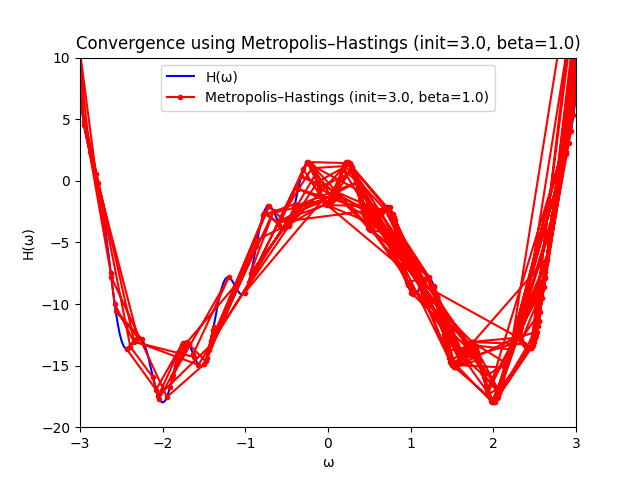 Convergence using Metropolis–Hastings (init=3.0, beta=1.0)
H(ω)
Metropolis–Hastings (init=3.0, beta=1.0)
10
5
0
−5
−10
−15
−20
H(ω)
−3 −2 −1 0 1 2 3
ω